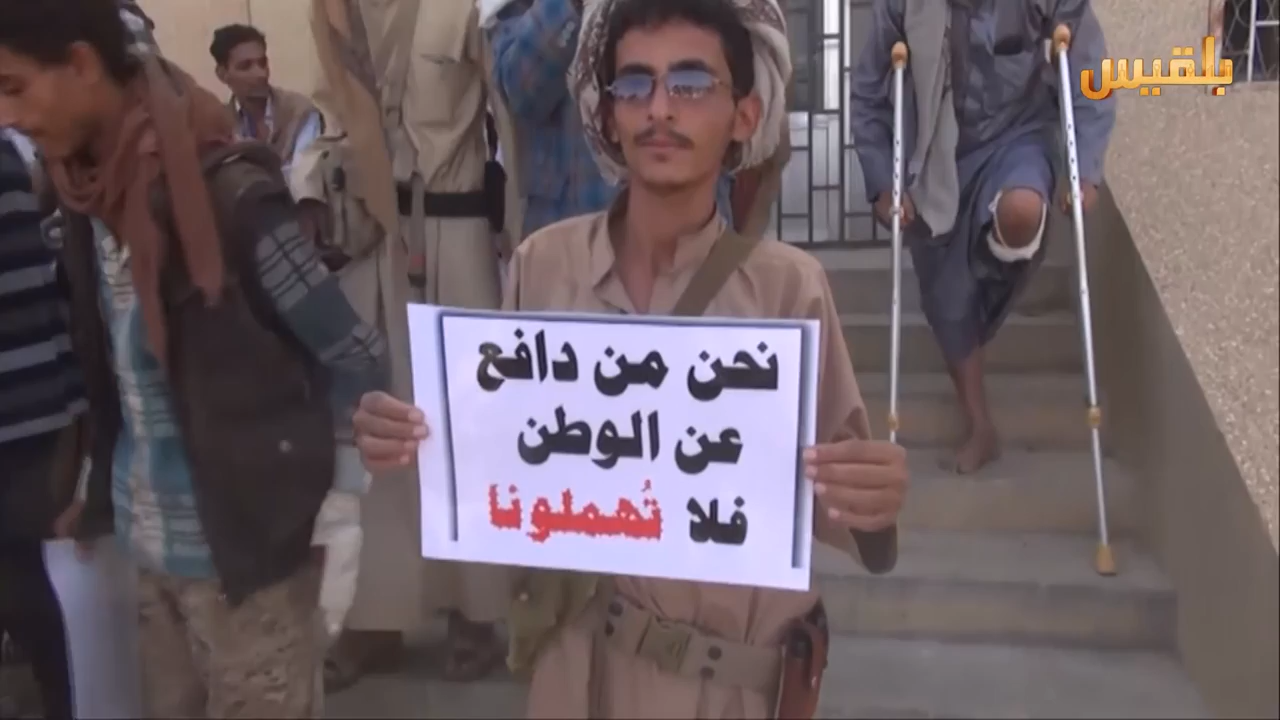 بلقيس
نحن من دافع
عن الوطن
فلا تُهملونا